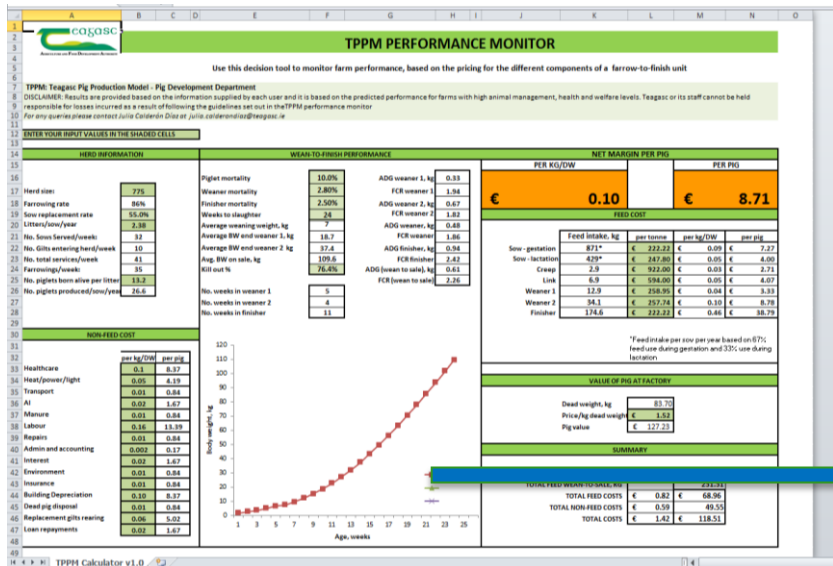 A B C D E F G H I J K L M N O
eagasc
AGRICULTURE AND FOOD DEVELOPMENT AUTHORITY
TPPM PERFORMANCE MONITOR
Use this decision tool to monitor farm performance, based on the pricing for the different components of a farrow-to-finish unit
TPPM: Teagasc Pig Production Model - Pig Development Department
DISCLAIMER: Results are provided based on the information supplied by each user and it is based on the predicted performance for farms with high animal management, health and welfare levels. Teagasc or its staff cannot be held
responsible for losses incurred as a result of following the guidelines set out in theTPPM performance monitor
For any queries please contact Julia Calderón Díaz at julia.calderondiaz@teagasc.ie
ENTER YOUR INPUT VALUES IN THE SHADED CELLS
HERD INFORMATION
Herd size: 775
Farrowing rate 86%
Sow replacement rate 55.0%
Litters/sow/year 2.38
No. Sows Served/week: 32
No. Gilts entering herd/week 10
No. total services/week 41
Farrowings/week: 35
No. piglets born alive per litter 13.2
No. piglets produced/sow/year 26.6
WEAN-TO-FINISH PERFORMANCE
Piglet mortality 10.0% ADG weaner 1, kg 0.33
Weaner mortality 2.80% FCR weaner 1 1.94
Finisher mortality 2.50% ADG weaner 2, kg 0.67
Weeks to slaughter 24 FCR weaner 2 1.82
Average weaning weight, kg 7 ADG weaner, kg 0.48
Average BW end weaner 1, kg 18.7 FCR weaner 1.86
Average BW end weaner 2 kg 37.4 ADG finisher, kg 0.94
Avg. BW on sale, kg 109.6 FCR finisher 2.42
Kill out % 76.4% ADG (wean to sale), kg 0.61
FCR (wean to sale) 2.26
No. weeks in weaner 1 5
No. weeks in weaner 2 4
No. weeks in finisher 11
NET MARGIN PER PIG
PER KG/DW PER PIG
€ 0.10 € 8.71
FEED COST
Feed intake, kg per tonne per kg/DW per pig
Sow - gestation 871* € 222.22 € 0.09 € 7.27
Sow - lactation 429* € 247.80 € 0.05 € 4.00
Creep 2.9 € 922.00 € 0.03 € 2.71
Link 6.9 € 594.00 € 0.05 € 4.07
Weaner 1 12.9 € 258.95 € 0.04 € 3.33
Weaner 2 34.1 € 257.74 € 0.10 € 8.78
Finisher 174.6 € 222.22 € 0.46 € 38.79
*Feed intake per sow per year based on 67%
feed use during gestation and 33% use during
lactation
NON-FEED COST
per kg/DW per pig
Healthcare 0.1 8.37
Heat/power/light 0.05 4.19
Transport 0.01 0.84
AI 0.02 1.67
Manure 0.01 0.84
Labour 0.16 13.39
Repairs 0.01 0.84
Admin and accounting 0.002 0.17
Interest 0.02 1.67
Environment 0.01 0.84
Insurance 0.01 0.84
Building Depreciation 0.10 8.37
Dead pig disposal 0.01 0.84
Replacement gilts rearing 0.06 5.02
Loan repayments 0.02 1.67
Body weight, kg
120
110
100
90
80
70
60
50
40
30
20
10
0
1 3 5 7 9 11 13 15 17 19 21 23 25
Age, weeks
VALUE OF PIG AT FACTORY
Dead weight, kg 83.70
Price/kg dead weight € 1.52
Pig value € 127.23
SUMMARY
TOTAL FEED WEAN-TO-SALE, KG 231.51
TOTAL FEED COSTS € 0.82 € 68.96
TOTAL NON-FEED COSTS € 0.59 49.55
TOTAL COSTS € 1.42 € 118.51
TPPM Calculator v1.0